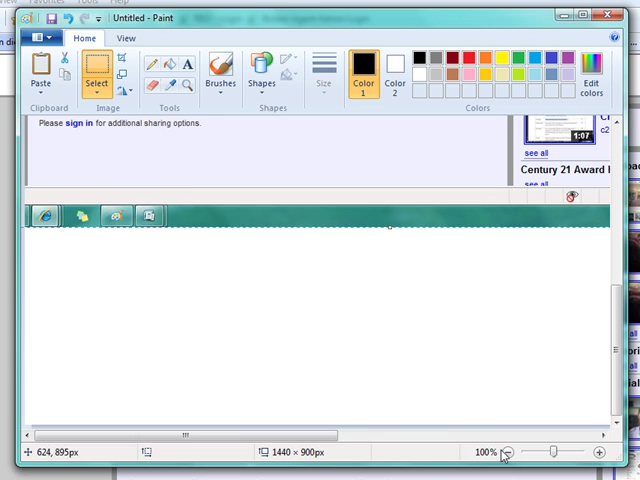 Untitled - Paint
Home
View
Paste
Select
Brushes
Shapes
Size
Color 1
Color 2
Edit colors
Clipboard
Image
Tools
Shapes
Colors
Please sign in for additional sharing options.
1:07
c2
see all
Century 21 Award
see all
624, 895px
1440 × 900px
100%